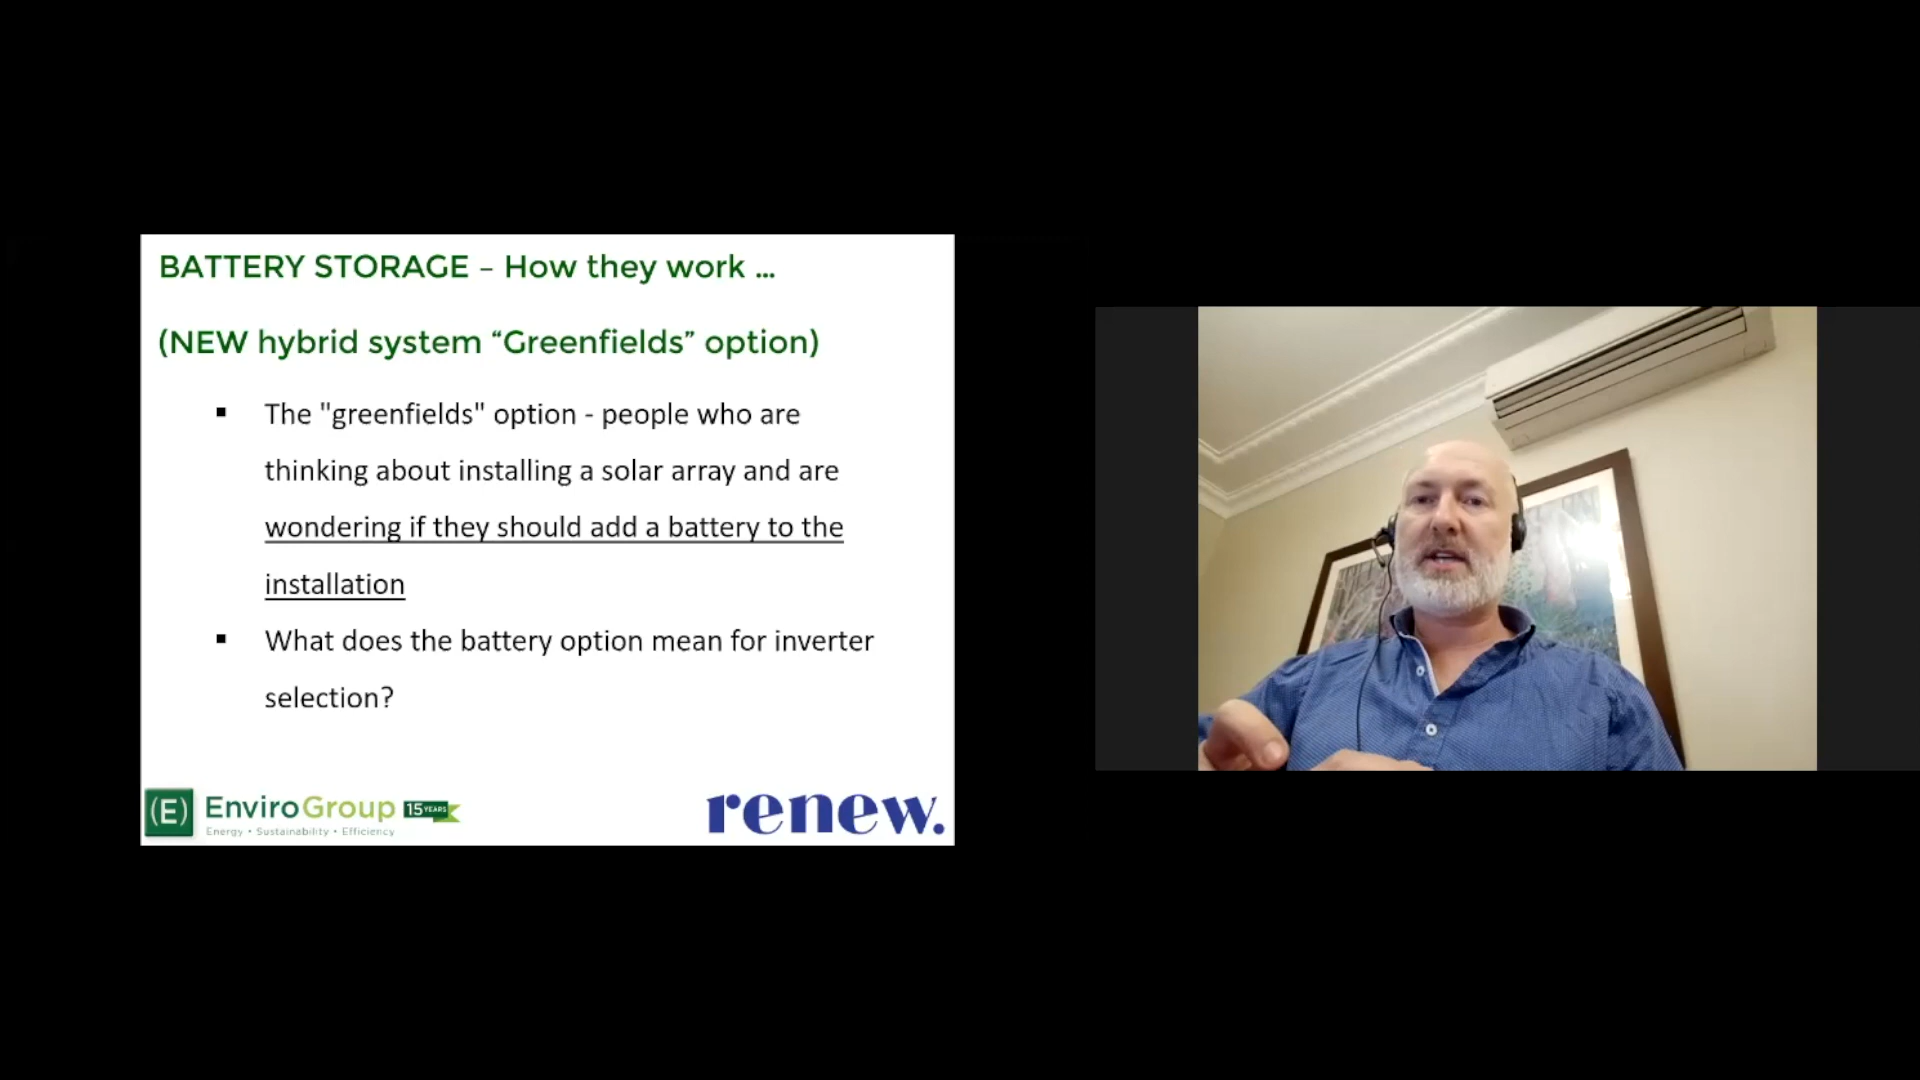 BATTERY STORAGE – How they work ...
(NEW hybrid system “Greenfields” option)
▪ The "greenfields" option - people who are
thinking about installing a solar array and are
wondering if they should add a battery to the
installation
▪ What does the battery option mean for inverter
selection?
(E) EnviroGroup 15 YEARS
Energy • Sustainability • Efficiency
renew.